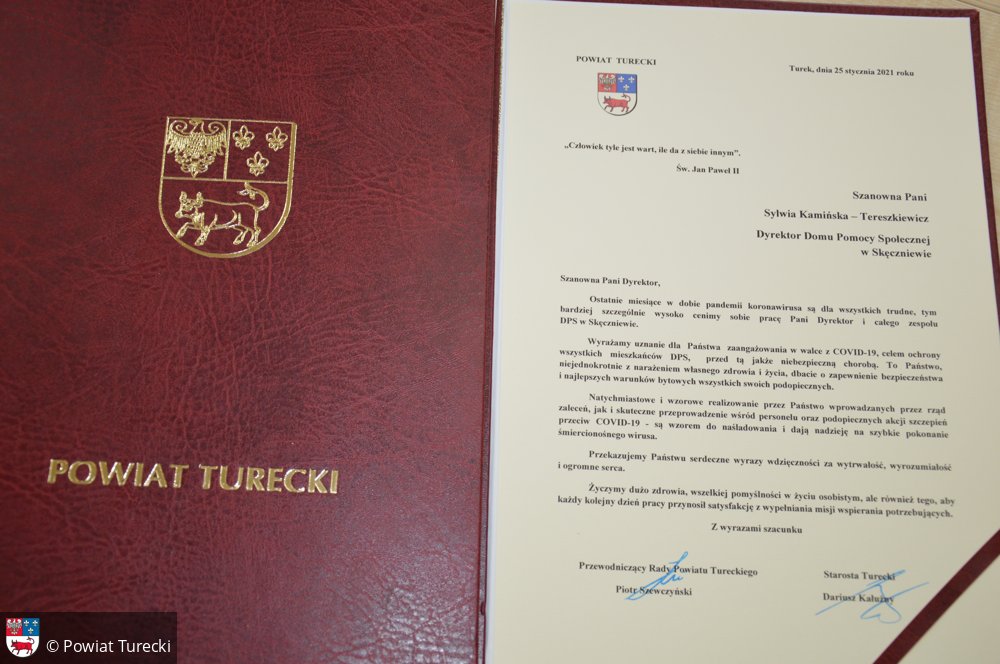 POWIAT TURECKI
POWIAT TURECKI
Turek, dnia 25 stycznia 2021 roku
„Człowiek tyle jest wart, ile da z siebie innym”.
Św. Jan Paweł II
Szanowna Pani
Sylwia Kamińska – Tereszkiewicz
Dyrektor Domu Pomocy Społecznej
w Skęczniewie
Szanowna Pani Dyrektor,
Ostatnie miesiące w dobie pandemii koronawirusa są dla wszystkich trudne, tym
bardziej szczególnie wysoko cenimy sobie pracę Pani Dyrektor i całego zespołu
DPS w Skęczniewie.
Wyrażamy uznanie dla Państwa zaangażowania w walce z COVID-19, celem ochrony
wszystkich mieszkańców DPS, przed tą jakże niebezpieczną chorobą. To Państwo,
niejednokrotnie z narażeniem własnego zdrowia i życia, dbacie o zapewnienie bezpieczeństwa
i najlepszych warunków bytowych wszystkich swoich podopiecznych.
Natychmiastowe i wzorowe realizowanie przez Państwo wprowadzanych przez rząd
zaleceń, jak i skuteczne przeprowadzenie wśród personelu oraz podopiecznych akcji szczepień
przeciw COVID-19 - są wzorem do naśladowania i dają nadzieję na szybkie pokonanie
śmiercionośnego wirusa.
Przekazujemy Państwu serdeczne wyrazy wdzięczności za wytrwałość, wyrozumiałość
i ogromne serca.
Życzymy dużo zdrowia, wszelkiej pomyślności w życiu osobistym, ale również tego, aby
każdy kolejny dzień pracy przynosił satysfakcję z wypełniania misji wspierania potrzebujących.
Z wyrazami szacunku
Przewodniczący Rady Powiatu Tureckiego
Piotr Szewczyński
Starosta Turecki
Dariusz Kałużny
© Powiat Turecki